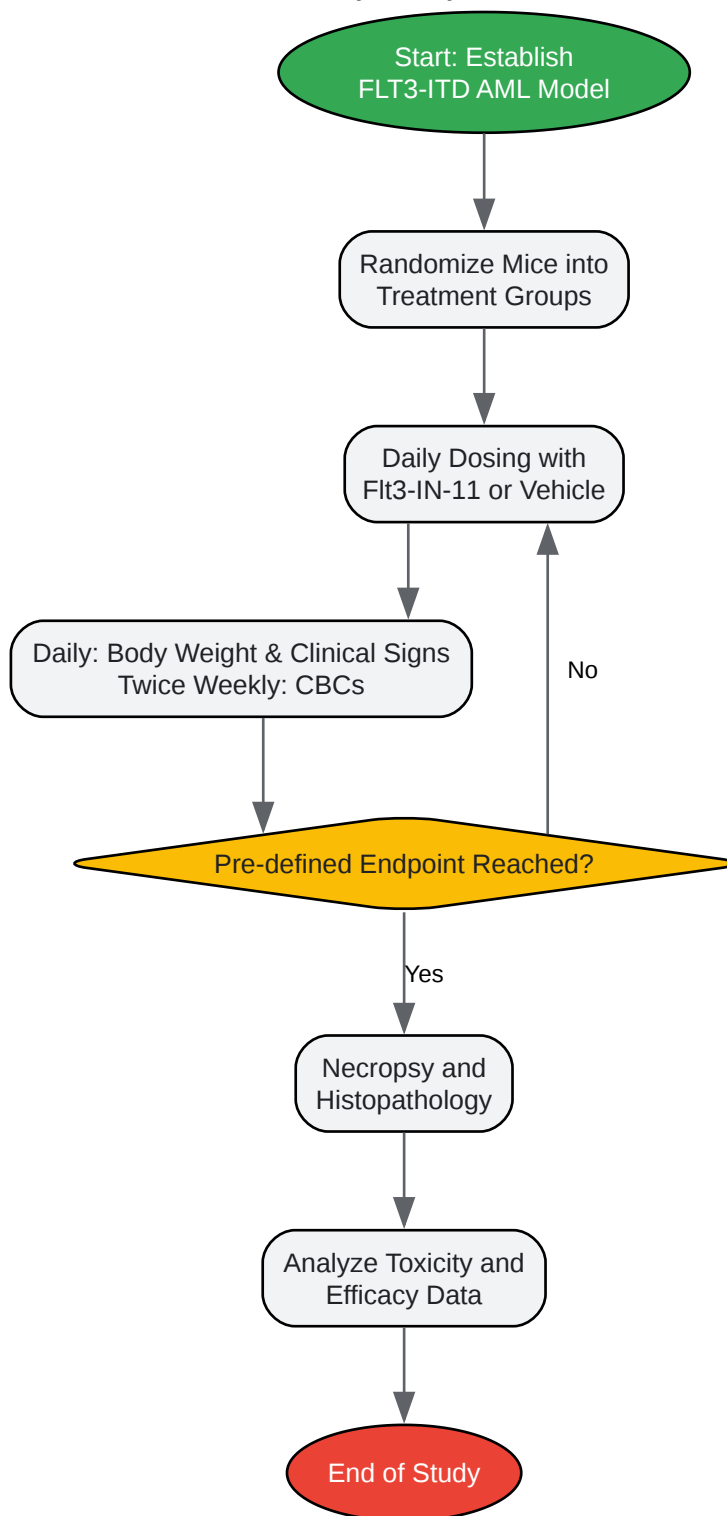 Start: Establish
FLT3-ITD AML Model
Randomize Mice into
Treatment Groups
Daily Dosing with
Flt3-IN-11 or Vehicle
Daily: Body Weight & Clinical Signs
Twice Weekly: CBCs
No
Pre-defined Endpoint Reached?
Yes
Necropsy and
Histopathology
Analyze Toxicity and
Efficacy Data
End of Study